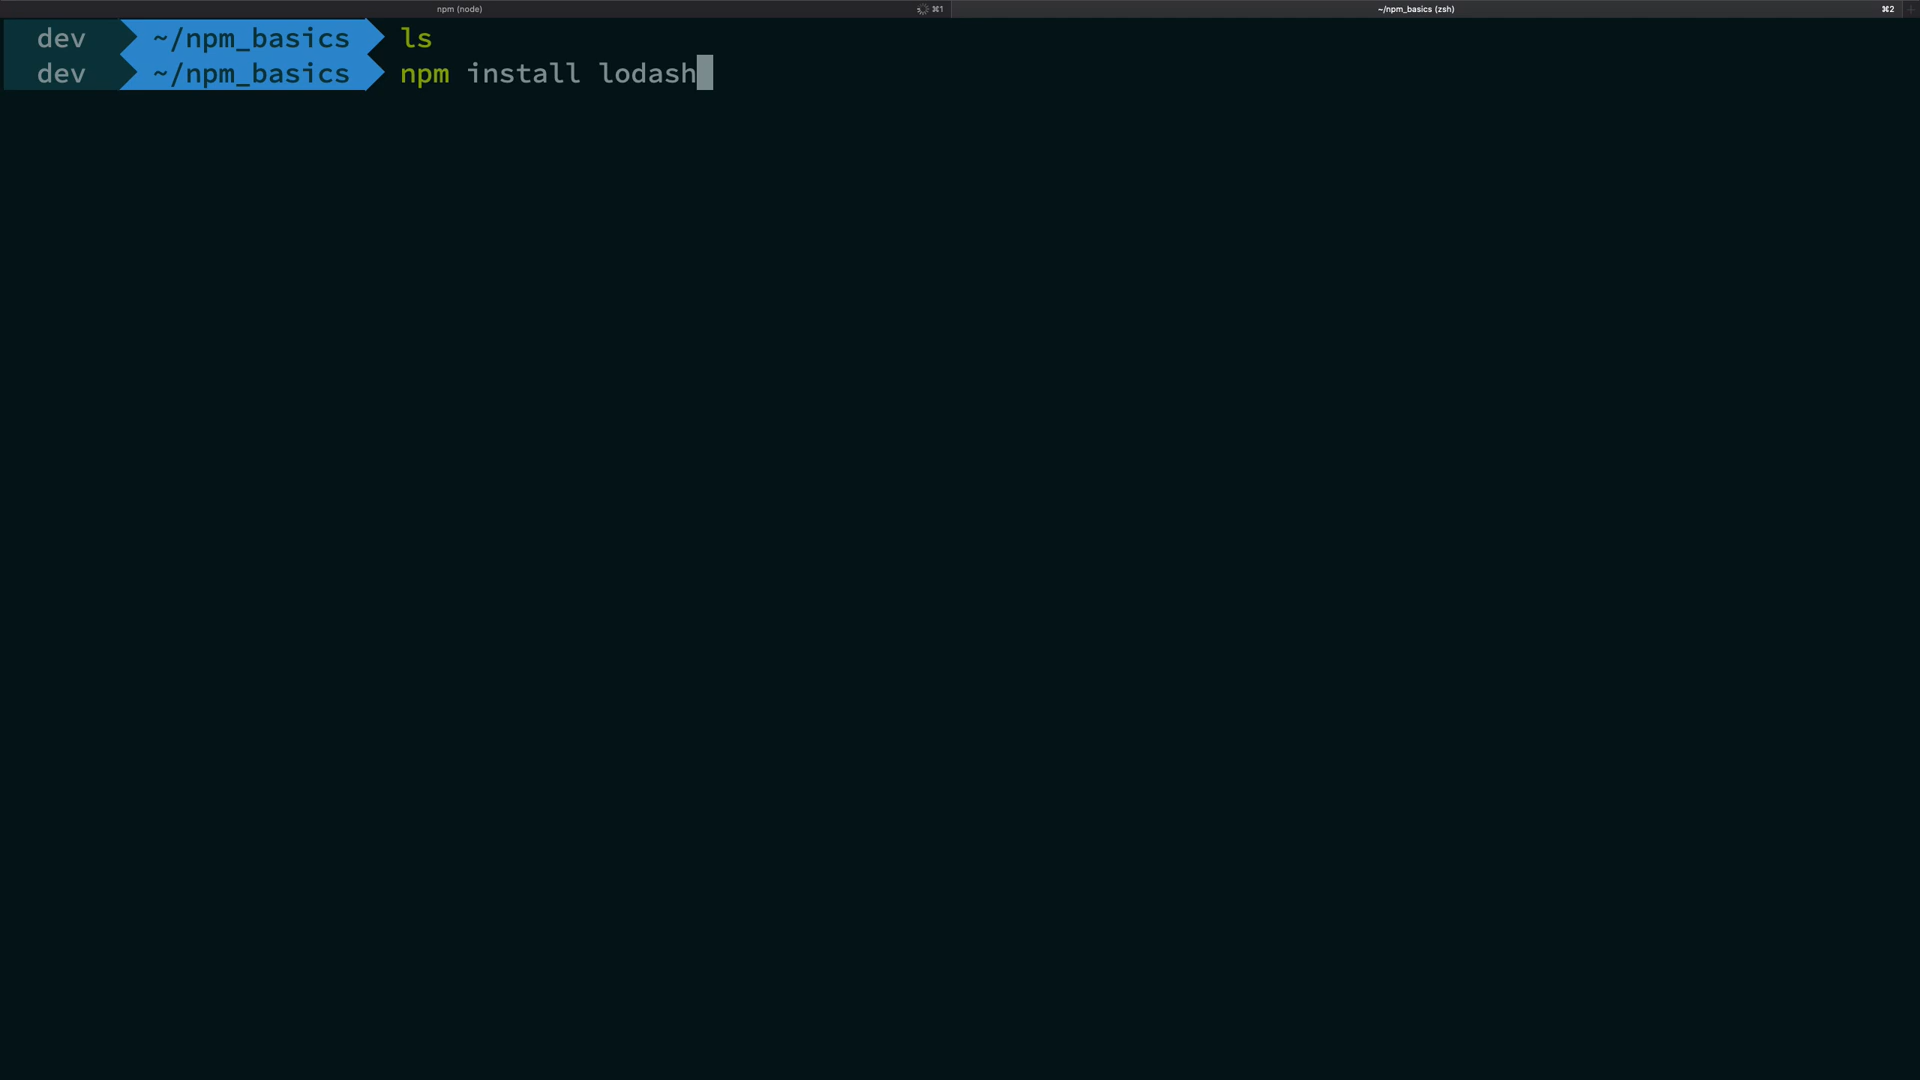 npm (node) ⌘1 ~/npm_basics (zsh) ⌘2
dev ~/npm_basics ls
dev ~/npm_basics npm install lodash